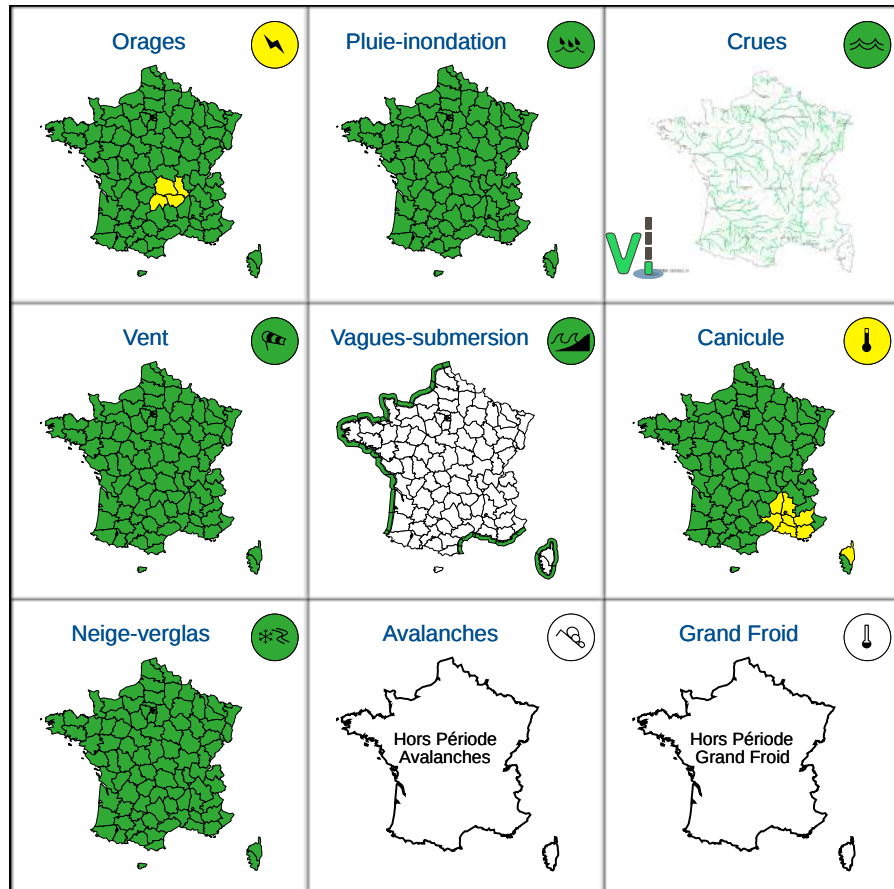 Orages
Pluie-inondation
Crues
Vent
Vagues-submersion
Canicule
Neige-verglas
Avalanches
Grand Froid
Hors Période
Avalanches
Hors Période
Grand Froid